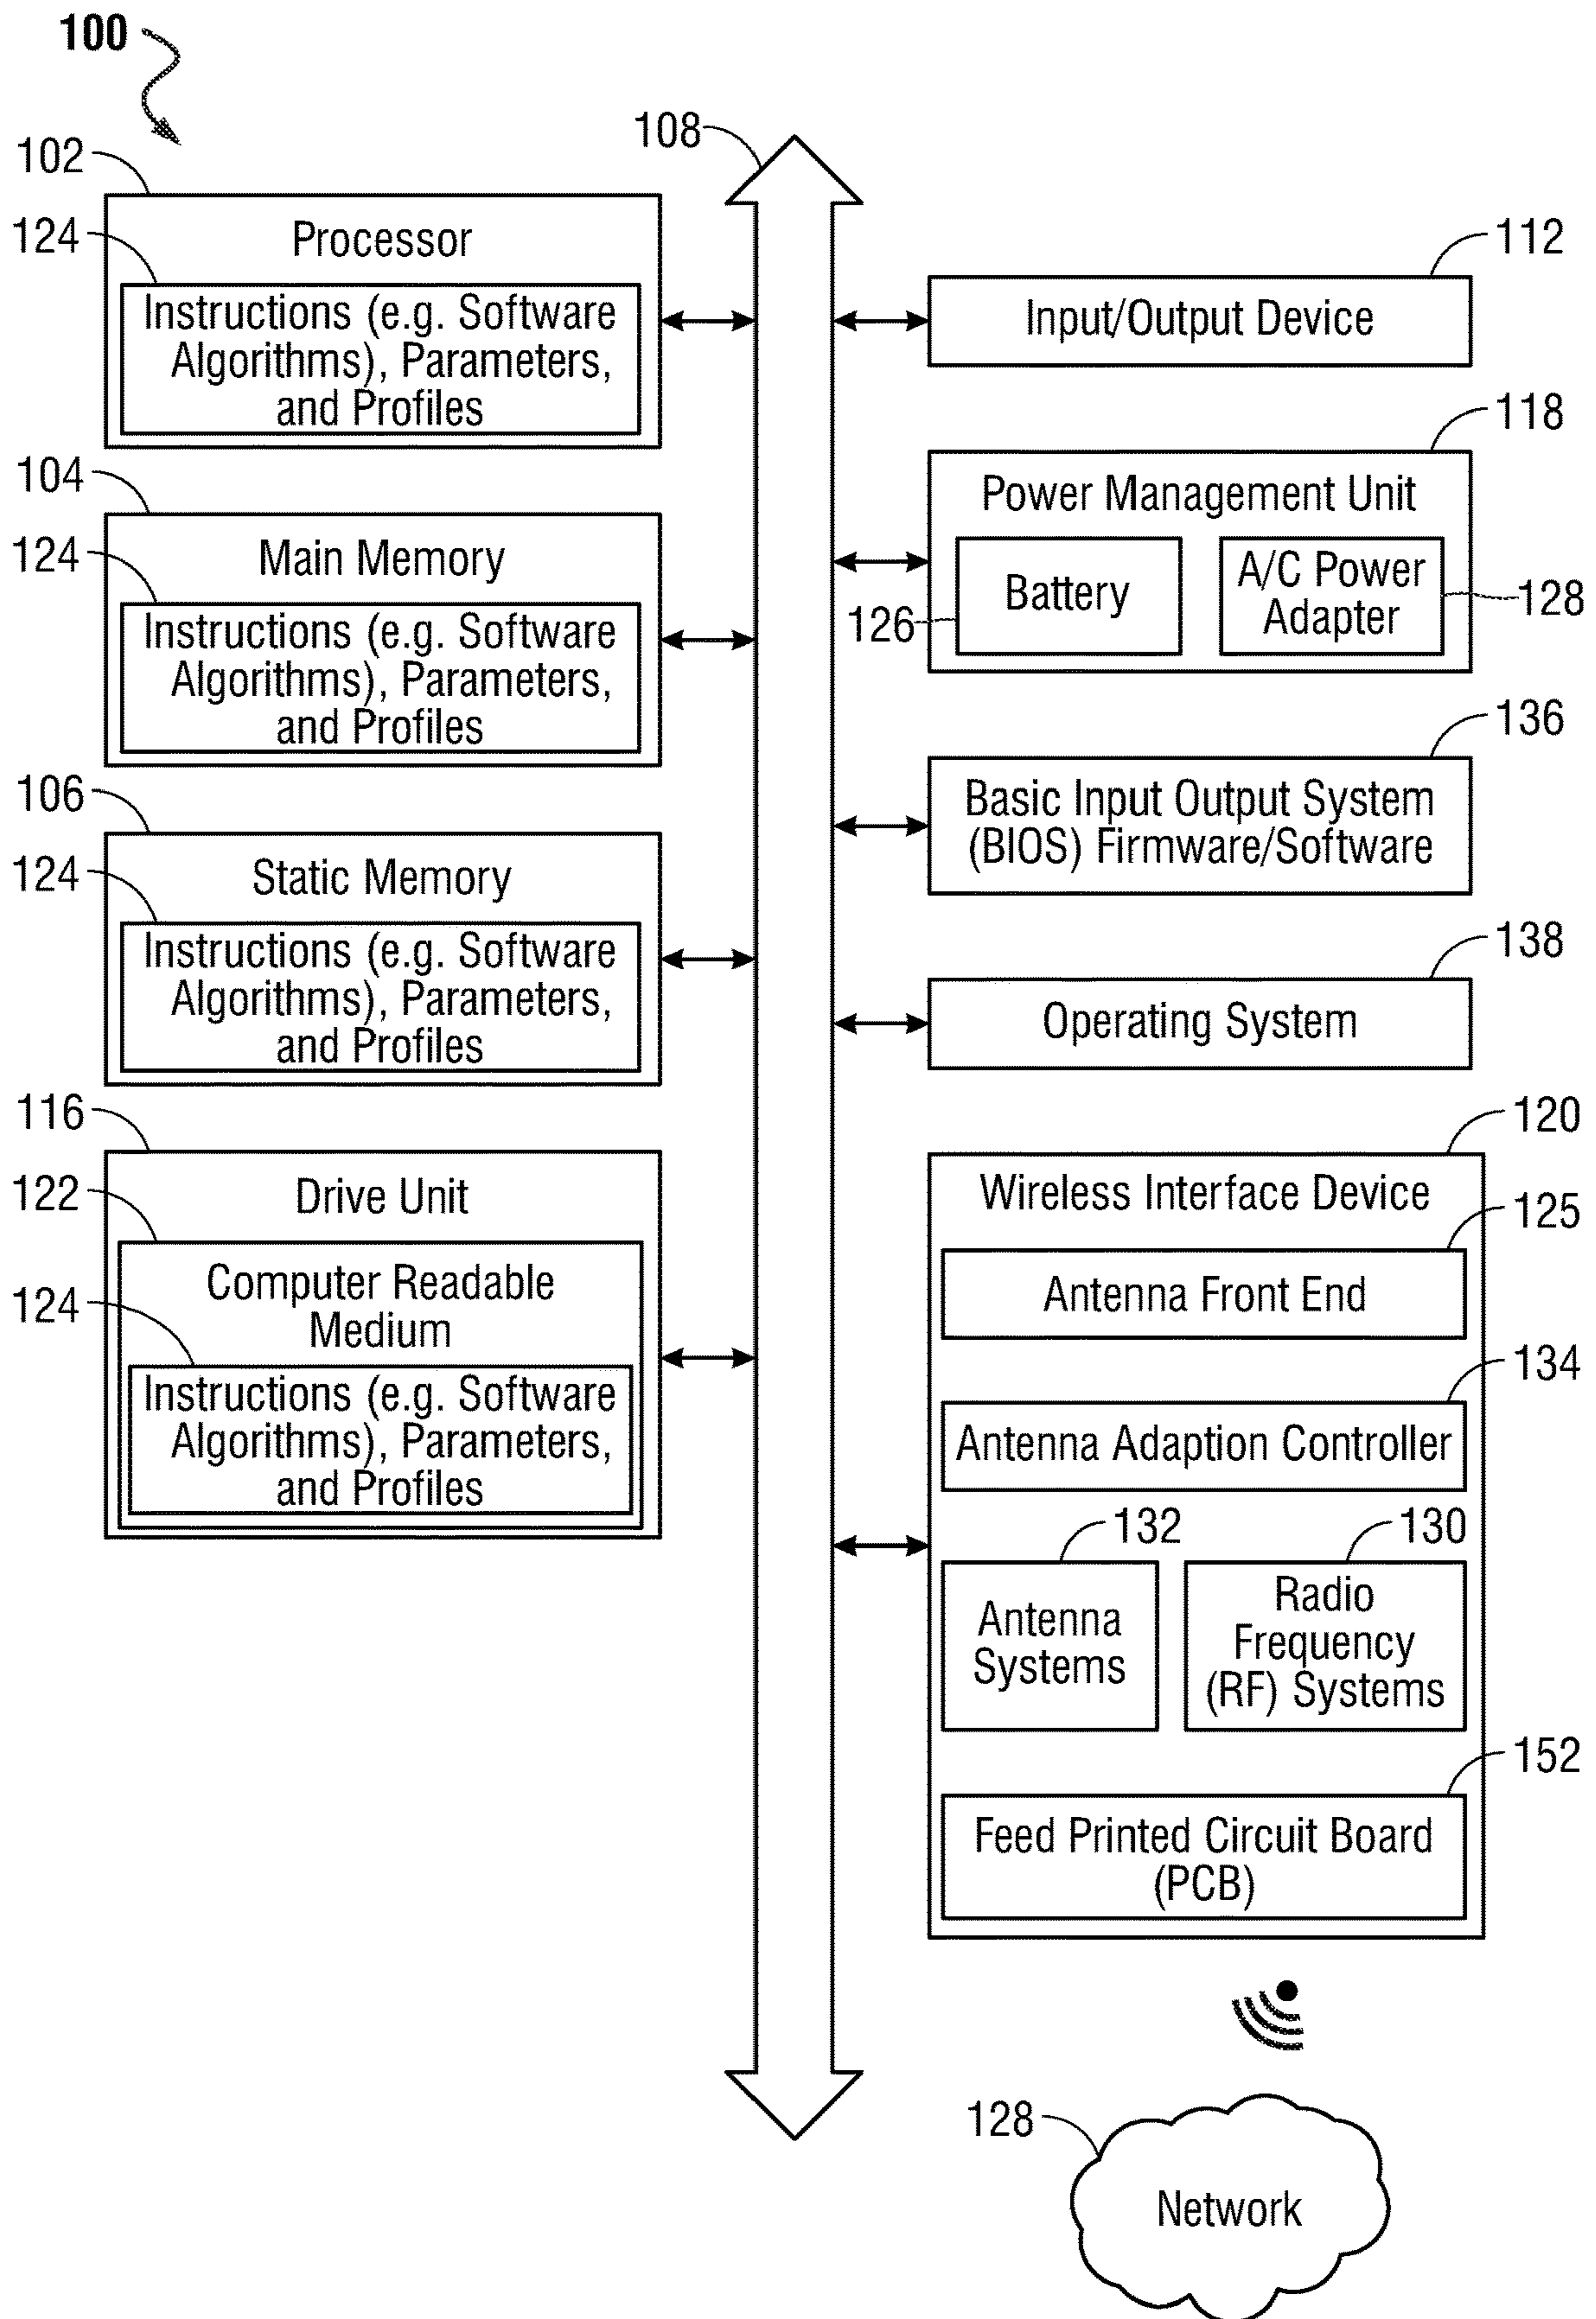 100
108
102
124
Processor
Instructions (e.g. Software
Algorithms), Parameters,
and Profiles
104
124
Main Memory
Instructions (e.g. Software
Algorithms), Parameters,
and Profiles
106
124
Static Memory
Instructions (e.g. Software
Algorithms), Parameters,
and Profiles
116
122
Drive Unit
Computer Readable
Medium
124
Instructions (e.g. Software
Algorithms), Parameters,
and Profiles
112
Input/Output Device
118
Power Management Unit
Battery
126
A/C Power
Adapter
128
136
Basic Input Output System
(BIOS) Firmware/Software
138
Operating System
120
Wireless Interface Device
125
Antenna Front End
134
Antenna Adaption Controller
132
Antenna
Systems
130
Radio
Frequency
(RF) Systems
152
Feed Printed Circuit Board
(PCB)
128
Network